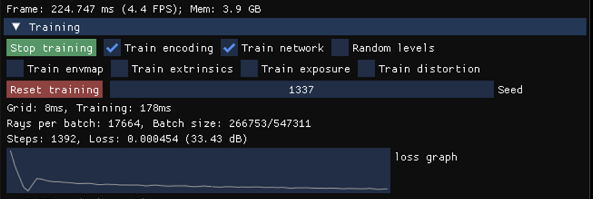 Frame: 224.747 ms (4.4 FPS); Mem: 3.9 GB
▼ Training
Stop training Train encoding Train network Random levels
Train envmap Train extrinsics Train exposure Train distortion
Reset training 1337 Seed
Grid: 8ms, Training: 178ms
Rays per batch: 17664, Batch size: 266753/547311
Steps: 1392, Loss: 0.000454 (33.43 dB)
loss graph